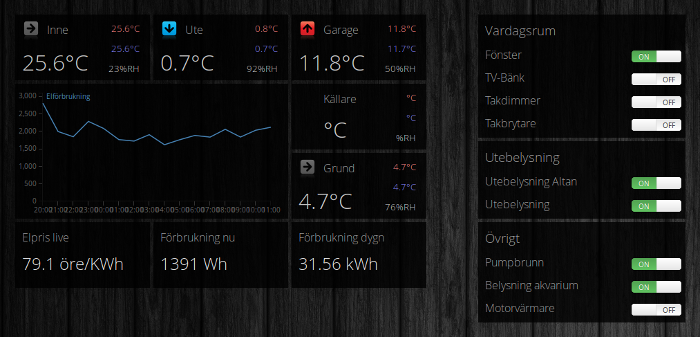 Inne
25.6°C
25.6°C
25.6°C
23%RH
Ute
0.8°C
0.7°C
0.7°C
92%RH
Garage
11.8°C
11.7°C
11.8°C
50%RH
Elförbrukning
3,000
2,500
2,000
1,500
1,000
500
0
20:00 21:00 22:00 23:00 00:00 01:00 02:00 03:00 04:00 05:00 06:00 07:00 08:00 09:00 10:00 11:00
Källare
°C
°C
°C
%RH
Grund
4.7°C
4.7°C
4.7°C
76%RH
Elpris live
79.1 öre/KWh
Förbrukning nu
1391 Wh
Förbrukning dygn
31.56 kWh
Vardagsrum
Fönster ON
TV-Bänk OFF
Takdimmer OFF
Takbrytare OFF
Utebelysning
Utebelysning Altan ON
Utebelysning ON
Övrigt
Pumpbrunn ON
Belysning akvarium ON
Motorvärmare OFF